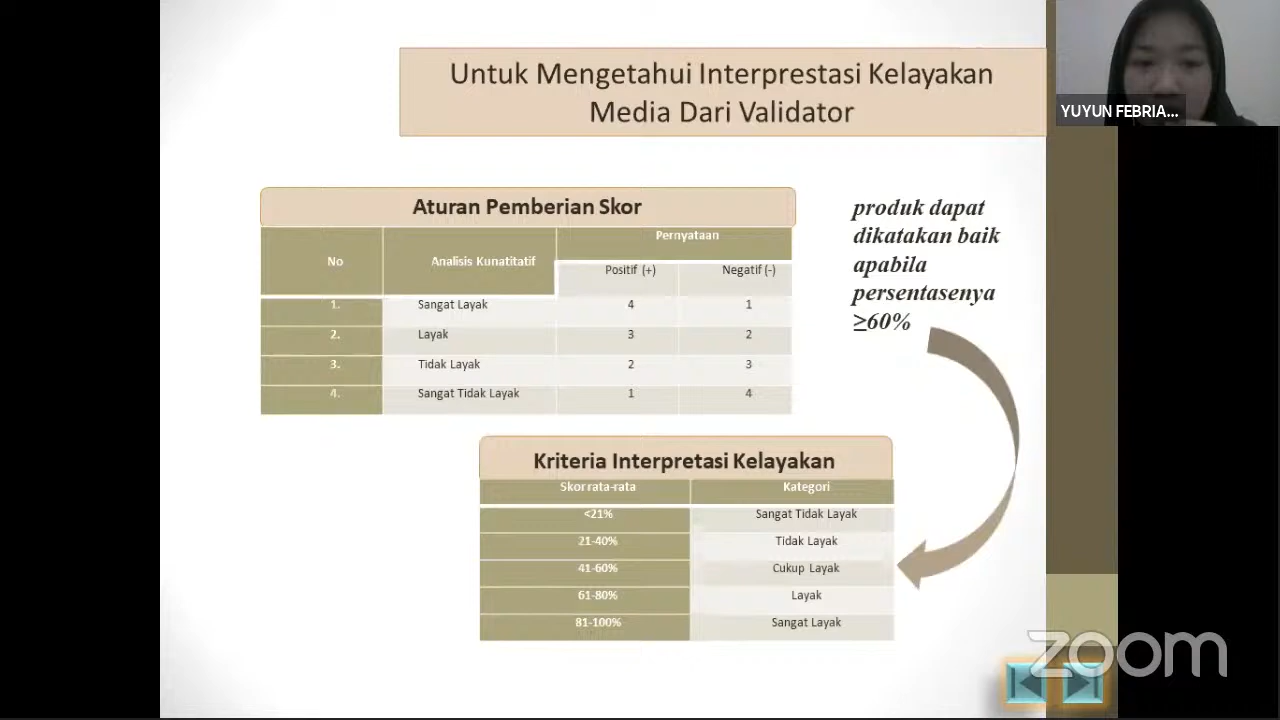 Untuk Mengetahui Interprestasi Kelayakan
Media Dari Validator
YUYUN FEBRIA...
Aturan Pemberian Skor
No Analisis Kunatitatif Pernyataan
Positif (+) Negatif (-)
1. Sangat Layak 4 1
2. Layak 3 2
3. Tidak Layak 2 3
4. Sangat Tidak Layak 1 4
produk dapat
dikatakan baik
apabila
persentasenya
≥60%
Kriteria Interpretasi Kelayakan
Skor rata-rata Kategori
<21% Sangat Tidak Layak
21-40% Tidak Layak
41-60% Cukup Layak
61-80% Layak
81-100% Sangat Layak
zoom